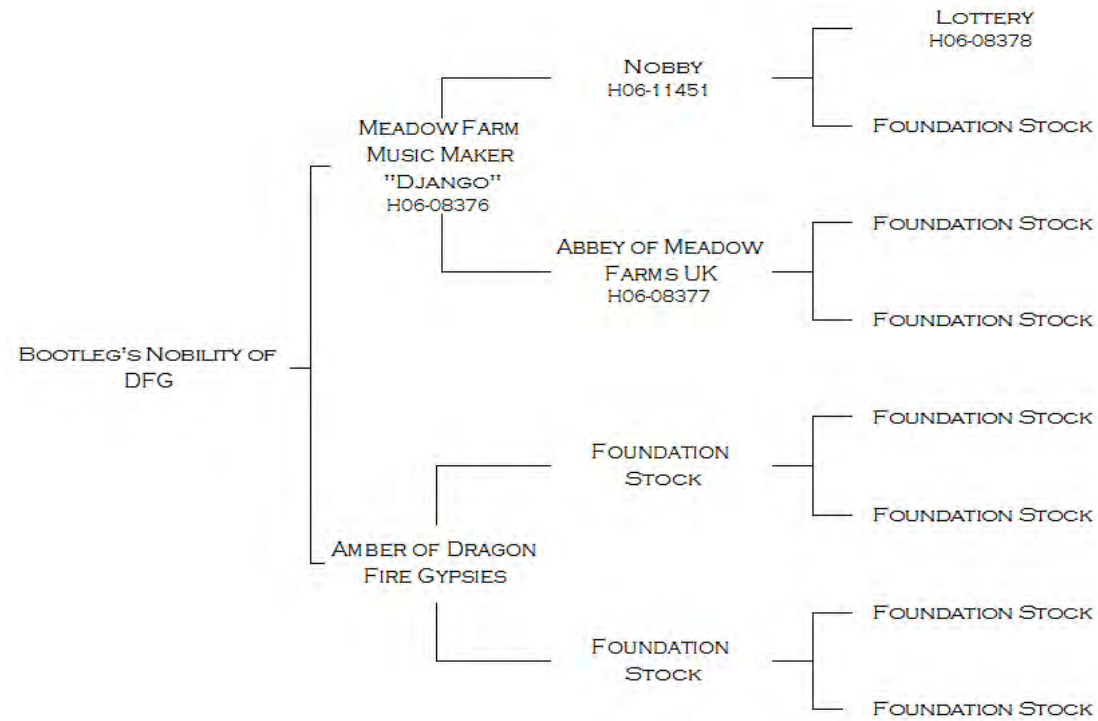 Lottery
H06-08378
Nobby
H06-11451
Foundation Stock
Meadow Farm
Music Maker
"Django"
H06-08376
Foundation Stock
Abbey of Meadow
Farms UK
H06-08377
Foundation Stock
Bootleg's Nobility of
DFG
Foundation Stock
Foundation
Stock
Foundation Stock
Amber of Dragon
Fire Gypsies
Foundation Stock
Foundation
Stock
Foundation Stock